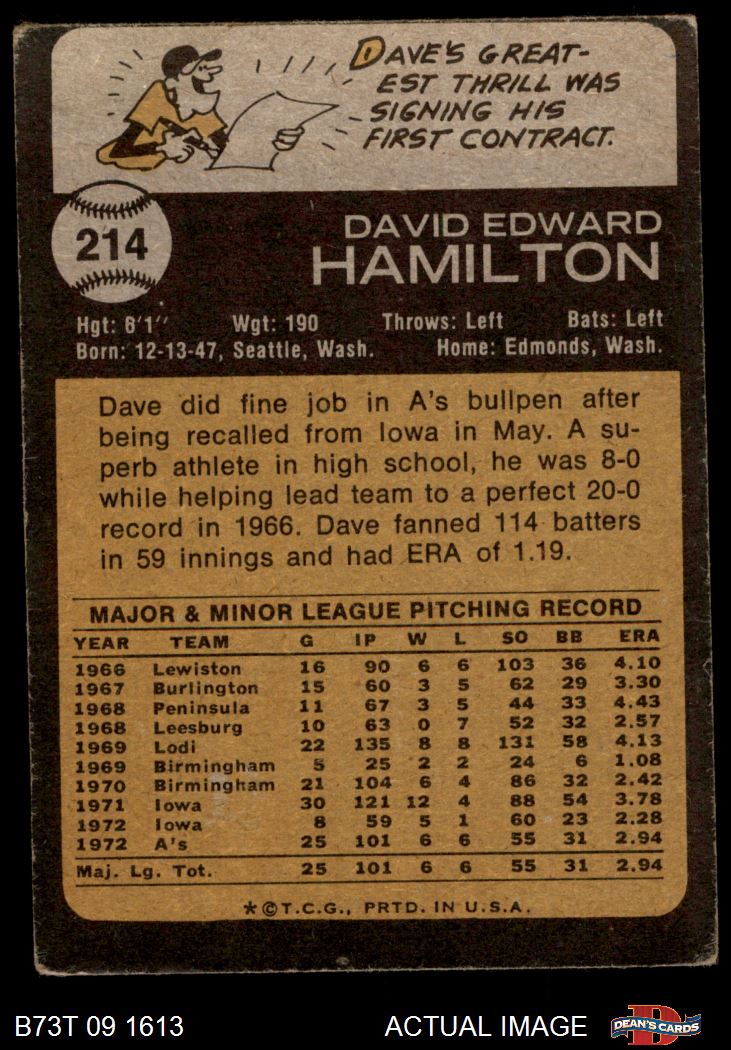 DAVE'S GREAT-
EST THRILL WAS
SIGNING HIS
FIRST CONTRACT.
214
DAVID EDWARD
HAMILTON
Hgt: 6'1" Wgt: 190 Throws: Left Bats: Left
Born: 12-13-47, Seattle, Wash. Home: Edmonds, Wash.
Dave did fine job in A's bullpen after
being recalled from Iowa in May. A su-
perb athlete in high school, he was 8-0
while helping lead team to a perfect 20-0
record in 1966. Dave fanned 114 batters
in 59 innings and had ERA of 1.19.
MAJOR & MINOR LEAGUE PITCHING RECORD
YEAR TEAM G IP W L SO BB ERA
1966 Lewiston 16 90 6 6 103 36 4.10
1967 Burlington 15 60 3 5 62 29 3.30
1968 Peninsula 11 67 3 5 44 33 4.43
1968 Leesburg 10 63 0 7 52 32 2.57
1969 Lodi 22 135 8 8 131 58 4.13
1969 Birmingham 5 25 2 2 24 6 1.08
1970 Birmingham 21 104 6 4 86 32 2.42
1971 Iowa 30 121 12 4 88 54 3.78
1972 Iowa 8 59 5 1 60 23 2.28
1972 A's 25 101 6 6 55 31 2.94
Maj. Lg. Tot. 25 101 6 6 55 31 2.94
*©T.C.G., PRTD. IN U.S.A.
B73T 09 1613 ACTUAL IMAGE DEAN'S CARDS